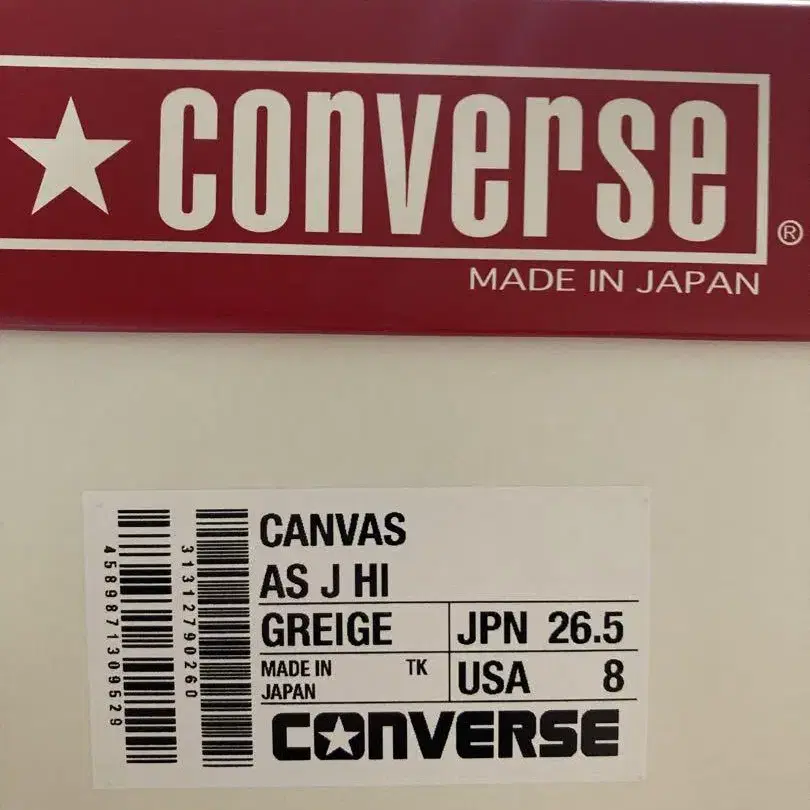 ★ converse ®
MADE IN JAPAN
CANVAS
AS J HI
GREIGE
JPN 26.5
MADE IN
JAPAN
TK
USA 8
CONVERSE
4589871309529
31312790260